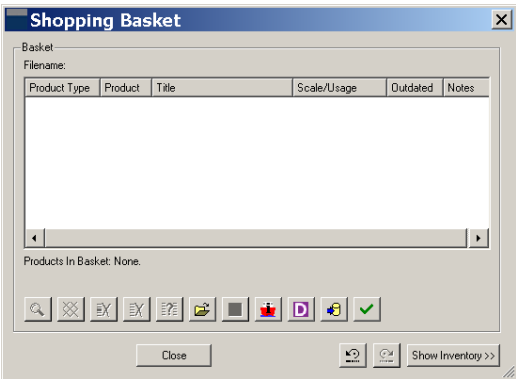 Shopping Basket
Basket
Filename:
Product Type Product Title Scale/Usage Outdated Notes
Products In Basket: None.
D
Close Show Inventory >>